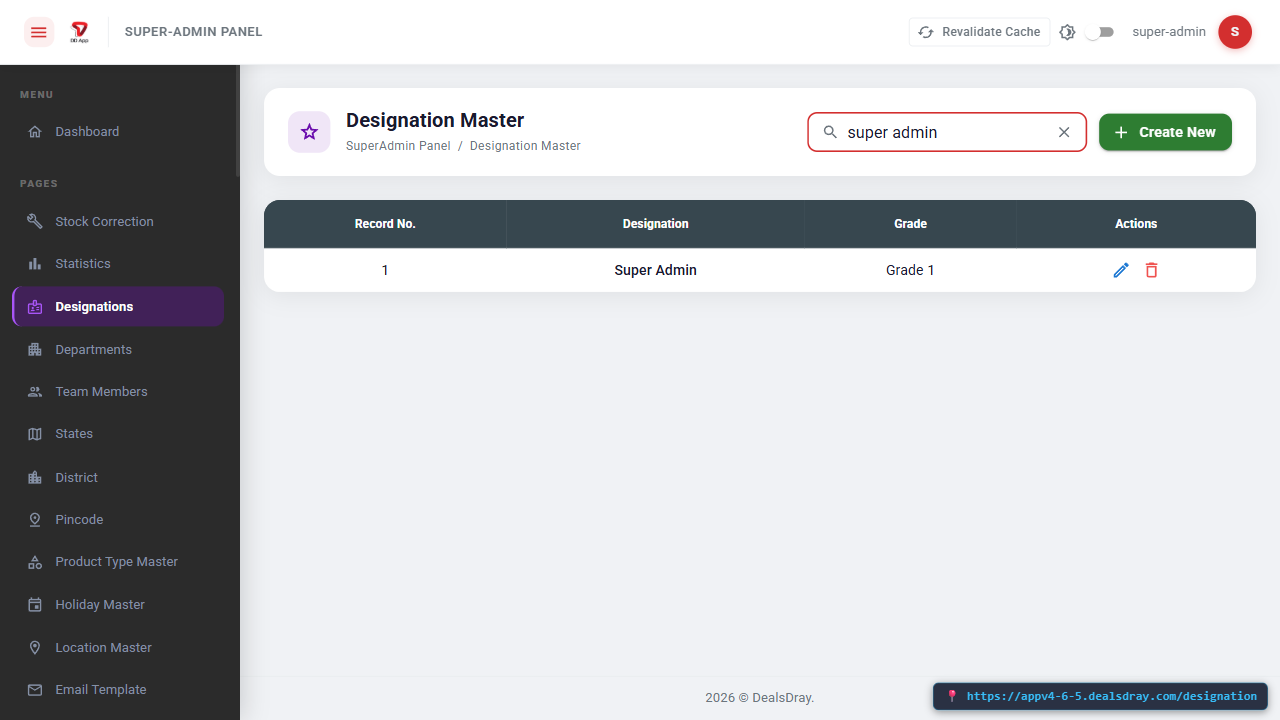 DD App
SUPER-ADMIN PANEL
Revalidate Cache
super-admin
S
MENU
Dashboard
PAGES
Stock Correction
Statistics
Designations
Departments
Team Members
States
District
Pincode
Product Type Master
Holiday Master
Location Master
Email Template
Designation Master
SuperAdmin Panel / Designation Master
super admin
Create New
Record No. Designation Grade Actions
1 Super Admin Grade 1
2026 © DealsDray.
https://appv4-6-5.dealsdray.com/designation